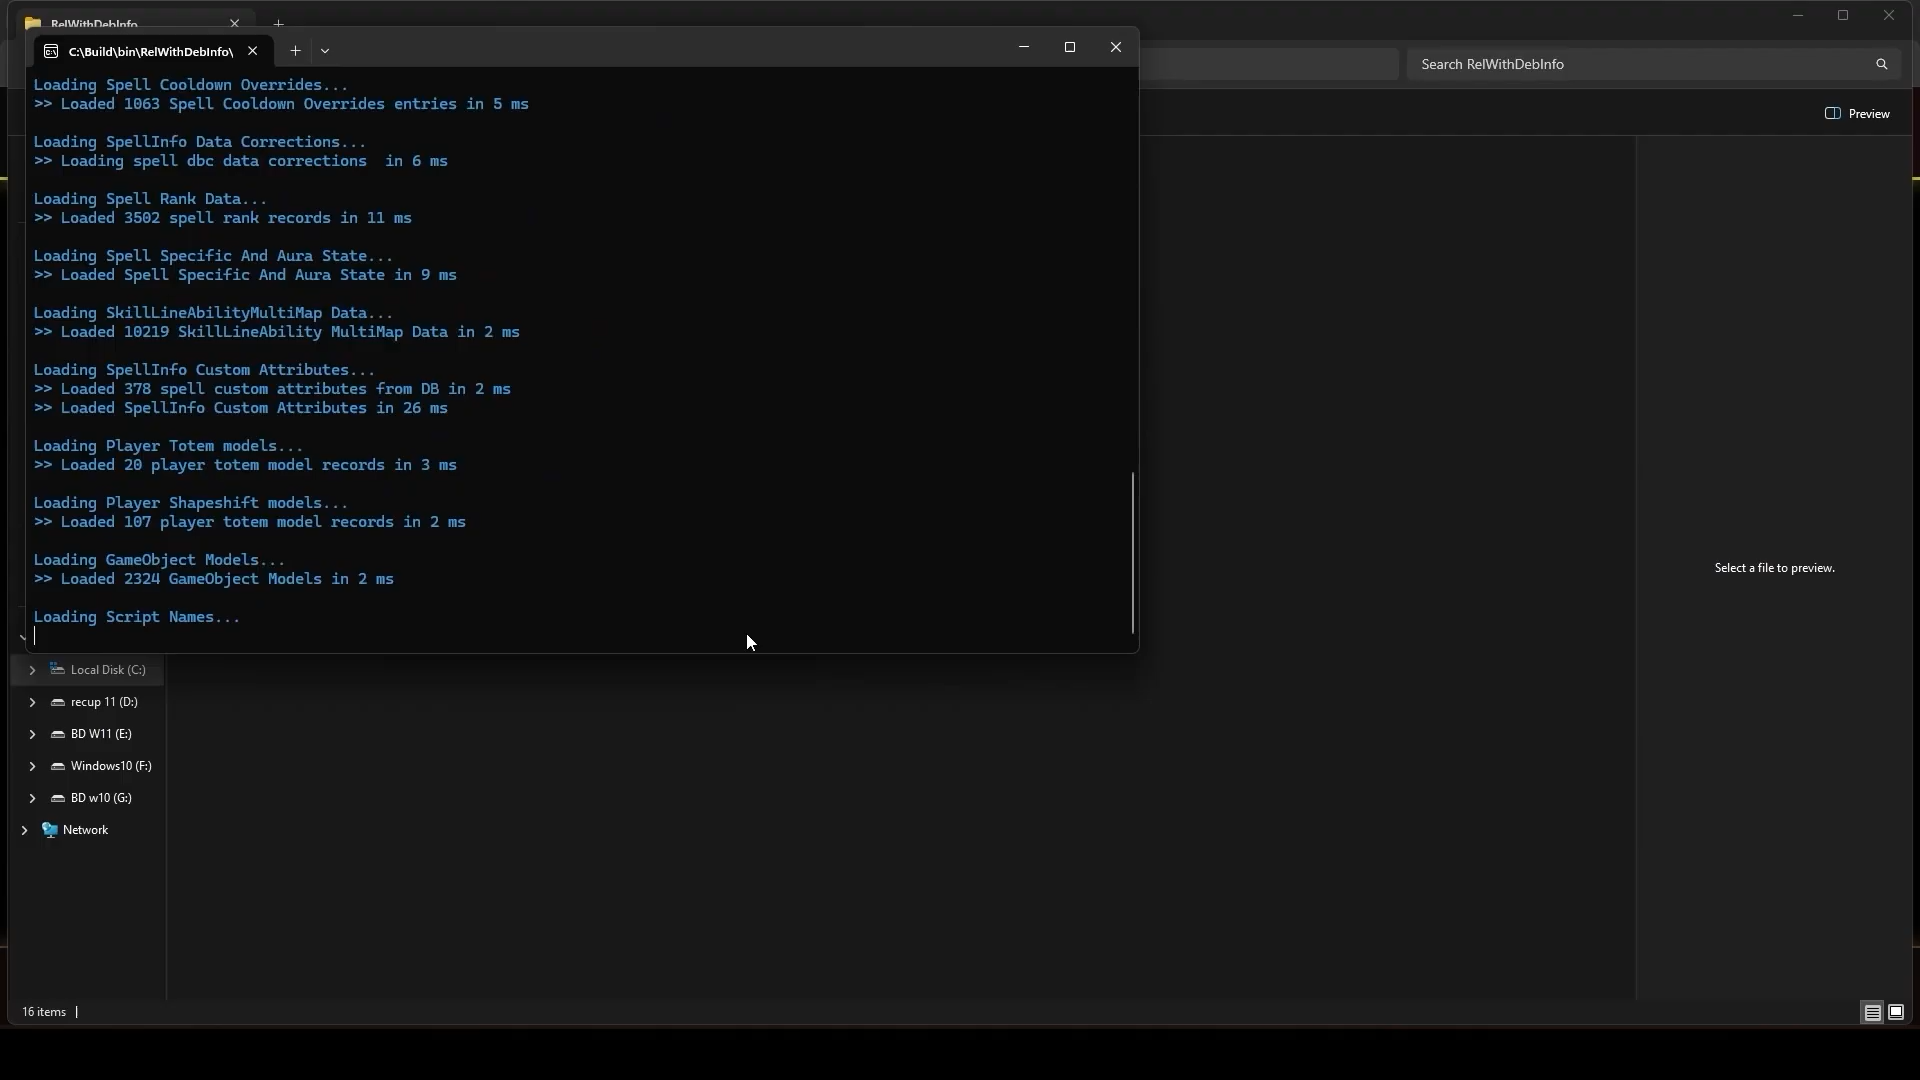 RelWithDebInfo
C:\Build\bin\RelWithDebInfo\
Search RelWithDebInfo
Preview
Loading Spell Cooldown Overrides...
>> Loaded 1063 Spell Cooldown Overrides entries in 5 ms
Loading SpellInfo Data Corrections...
>> Loading spell dbc data corrections  in 6 ms
Loading Spell Rank Data...
>> Loaded 3502 spell rank records in 11 ms
Loading Spell Specific And Aura State...
>> Loaded Spell Specific And Aura State in 9 ms
Loading SkillLineAbilityMultiMap Data...
>> Loaded 10219 SkillLineAbility MultiMap Data in 2 ms
Loading SpellInfo Custom Attributes...
>> Loaded 378 spell custom attributes from DB in 2 ms
>> Loaded SpellInfo Custom Attributes in 26 ms
Loading Player Totem models...
>> Loaded 20 player totem model records in 3 ms
Loading Player Shapeshift models...
>> Loaded 107 player totem model records in 2 ms
Loading GameObject Models...
>> Loaded 2324 GameObject Models in 2 ms
Loading Script Names...
Select a file to preview.
Local Disk (C:)
recup 11 (D:)
BD W11 (E:)
Windows10 (F:)
BD w10 (G:)
Network
16 items